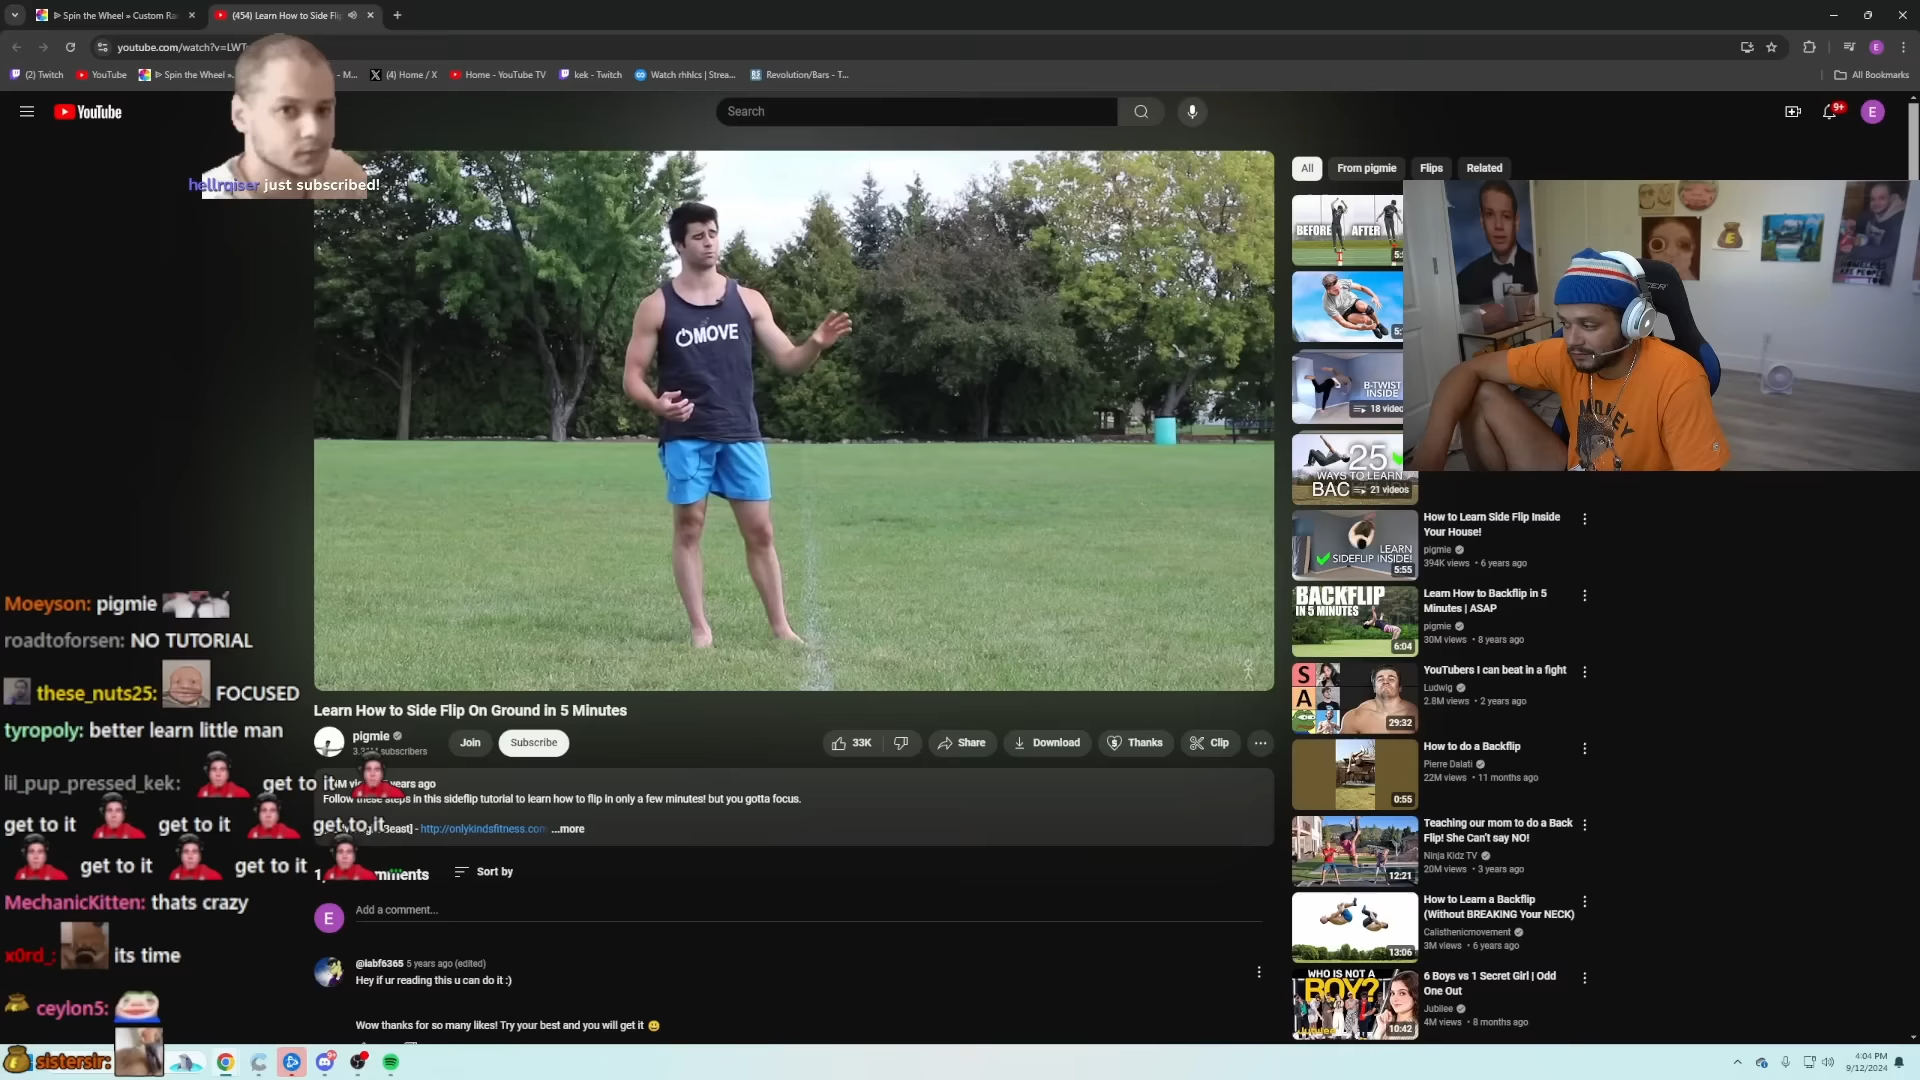 Spin the Wheel » Custom Ra
(454) Learn How to Side Flip
youtube.com/watch?v=LWT
(2) Twitch
YouTube
Spin the Wheel ».
- M...
(4) Home / X
Home - YouTube TV
kek - Twitch
Watch rhhlcs | Strea...
Revolution/Bars - T...
All Bookmarks
YouTube
Search
9+
E
hellrqiser just subscribed!
All
From pigmie
Flips
Related
BEFORE
AFTER
MOVE
B-TWIST
INSIDE
18 video
25
WAYS TO LEARN
BAC
21 videos
LEARN
SIDEFLIP INSIDE!
5:55
How to Learn Side Flip Inside
Your House!
pigmie
394K views • 6 years ago
BACKFLIP
IN 5 MINUTES
6:04
Learn How to Backflip in 5
Minutes | ASAP
pigmie
30M views • 8 years ago
S
A
29:32
YouTubers I can beat in a fight
Ludwig
2.8M views • 2 years ago
0:55
How to do a Backflip
Pierre Dalati
22M views • 11 months ago
12:21
Teaching our mom to do a Back
Flip! She Can't say NO!
Ninja Kidz TV
20M views • 3 years ago
13:06
How to Learn a Backflip
(Without BREAKING Your NECK)
Calisthenicmovement
3M views • 6 years ago
WHO IS NOT A
BOY?
Jubilee
10:42
6 Boys vs 1 Secret Girl | Odd
One Out
Jubilee
4M views • 8 months ago
Learn How to Side Flip On Ground in 5 Minutes
pigmie
subscribers
Join
Subscribe
33K
Share
Download
Thanks
Clip
years ago
Follow these steps in this sideflip tutorial to learn how to flip in only a few minutes! but you gotta focus.
Beast] - http://onlykindsfitness.com ...more
Sort by
E
Add a comment...
@iabf6365 5 years ago (edited)
Hey if ur reading this u can do it :)
Wow thanks for so many likes! Try your best and you will get it
Moeyson: pigmie
roadtoforsen: NO TUTORIAL
these_nuts25: FOCUSED
tyropoly: better learn little man
lil_pup_pressed_kek: get to it
get to it get to it get to it
get to it get to it
MechanicKitten: thats crazy
x0rd_: its time
ceylon5:
sistersir:
4:04 PM
9/12/2024